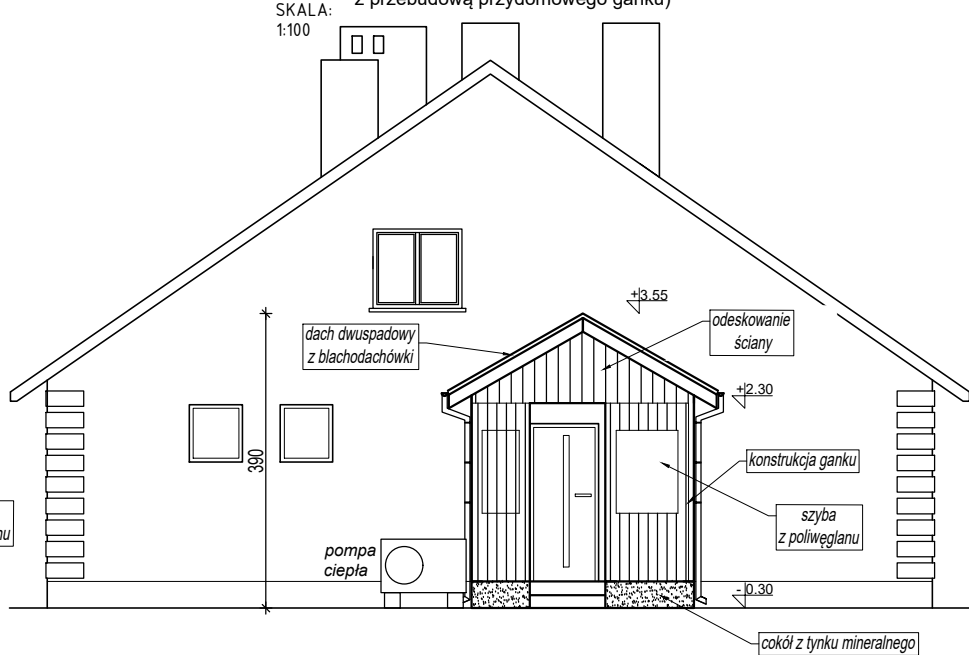 z przebudową przydomowego ganku)
SKALA:
1:100
+3.55
dach dwuspadowy
z blachodachówki
odeskowanie
ściany
+2.30
390
konstrukcja ganku
szyba
z poliwęglanu
pompa
ciepła
-0.30
cokół z tynku mineralnego